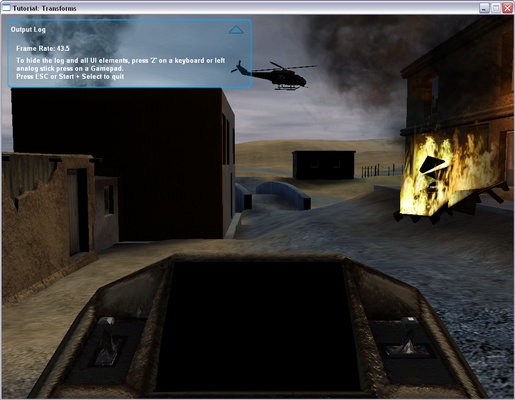 Tutorial: Transforms
Output Log
Frame Rate: 43.5
To hide the log and all UI elements, press 'Z' on a keyboard or left
analog stick press on a Gamepad.
Press ESC or Start + Select to quit